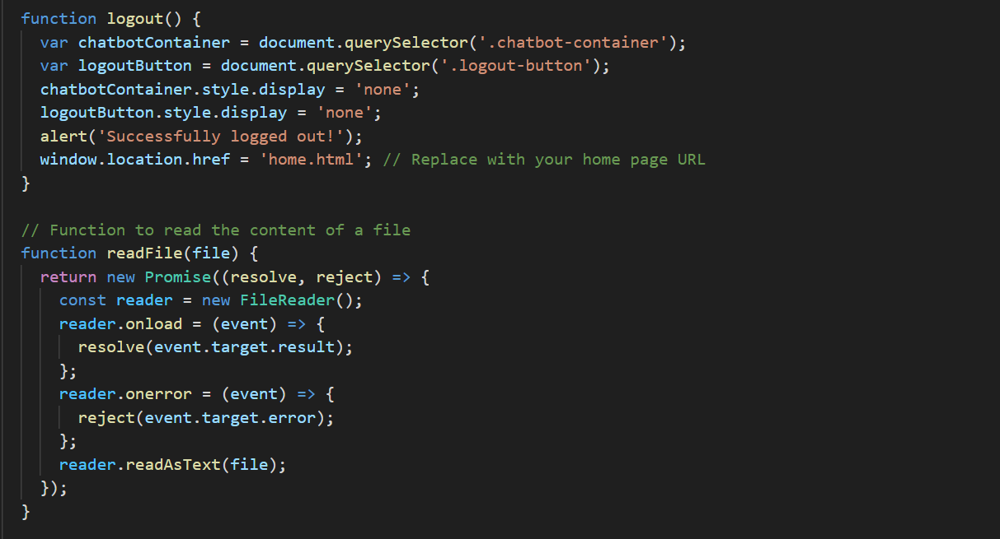 function logout() {
  var chatbotContainer = document.querySelector('.chatbot-container');
  var logoutButton = document.querySelector('.logout-button');
  chatbotContainer.style.display = 'none';
  logoutButton.style.display = 'none';
  alert('Successfully logged out!');
  window.location.href = 'home.html'; // Replace with your home page URL
}

// Function to read the content of a file
function readFile(file) {
  return new Promise((resolve, reject) => {
    const reader = new FileReader();
    reader.onload = (event) => {
      resolve(event.target.result);
    };
    reader.onerror = (event) => {
      reject(event.target.error);
    };
    reader.readAsText(file);
  });
}